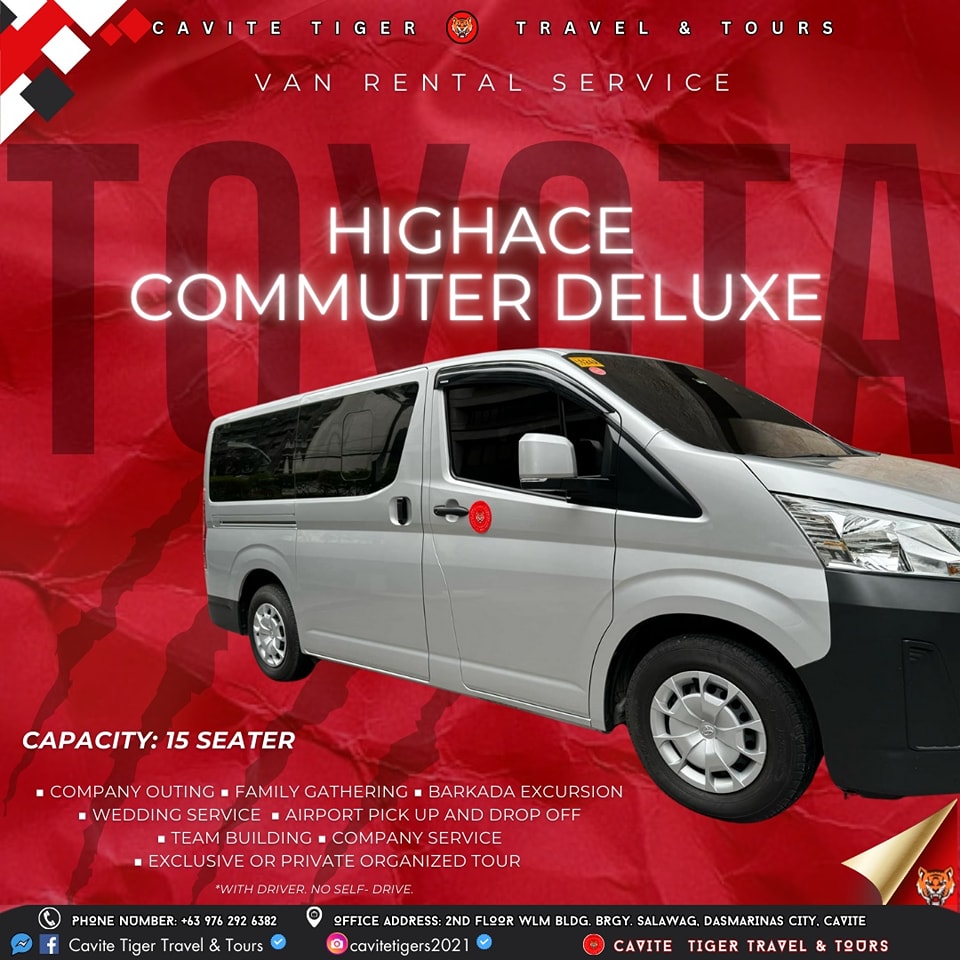 CAVITE TIGER TRAVEL & TOURS
VAN RENTAL SERVICE
TOYOTA
HIGHACE
COMMUTER DELUXE
CAPACITY: 15 SEATER
▪ COMPANY OUTING ▪ FAMILY GATHERING ▪ BARKADA EXCURSION
▪ WEDDING SERVICE ▪ AIRPORT PICK UP AND DROP OFF
▪ TEAM BUILDING ▪ COMPANY SERVICE
▪ EXCLUSIVE OR PRIVATE ORGANIZED TOUR
*WITH DRIVER. NO SELF- DRIVE.
PHONE NUMBER: +63 976 292 6382 OFFICE ADDRESS: 2ND FLOOR WLM BLDG. BRGY. SALAWAG, DASMARINAS CITY, CAVITE
Cavite Tiger Travel & Tours cavitetigers2021 CAVITE TIGER TRAVEL & TOURS